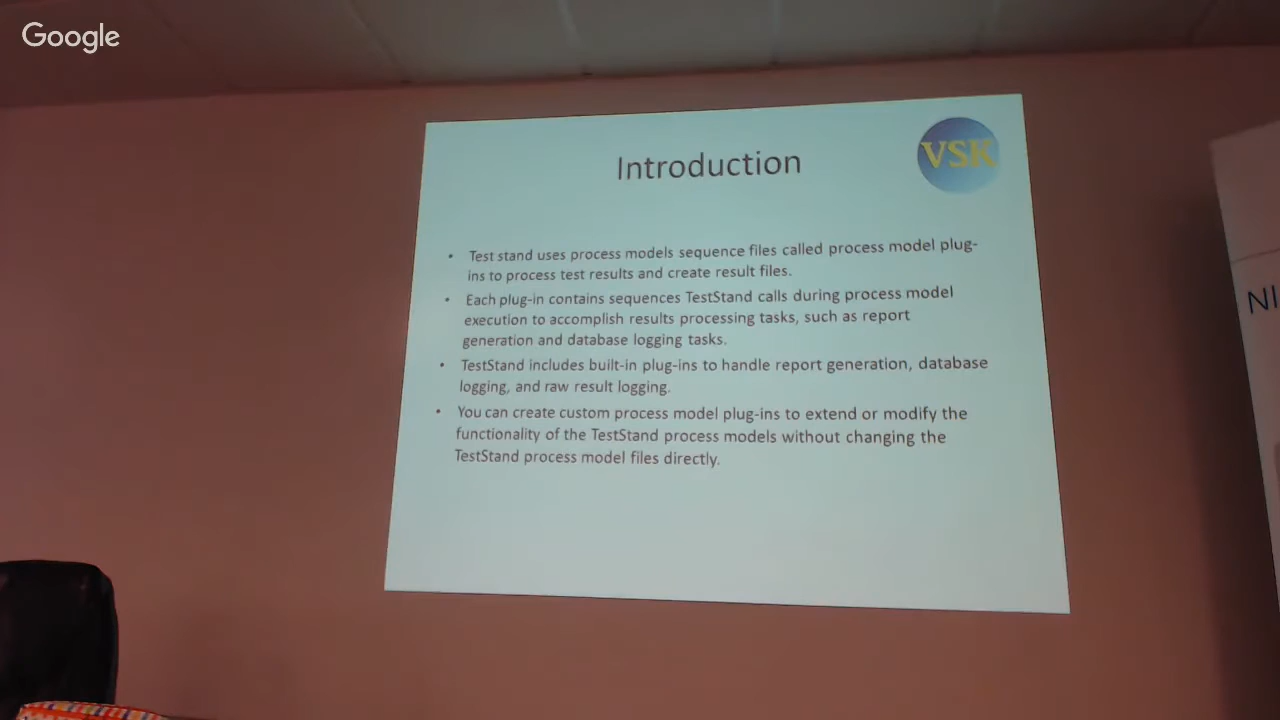 Google
Introduction
VSK
• Test stand uses process models sequence files called process model plug-
ins to process test results and create result files.
• Each plug-in contains sequences TestStand calls during process model
execution to accomplish results processing tasks, such as report
generation and database logging tasks.
• TestStand includes built-in plug-ins to handle report generation, database
logging, and raw result logging.
• You can create custom process model plug-ins to extend or modify the
functionality of the TestStand process models without changing the
TestStand process model files directly.
NI